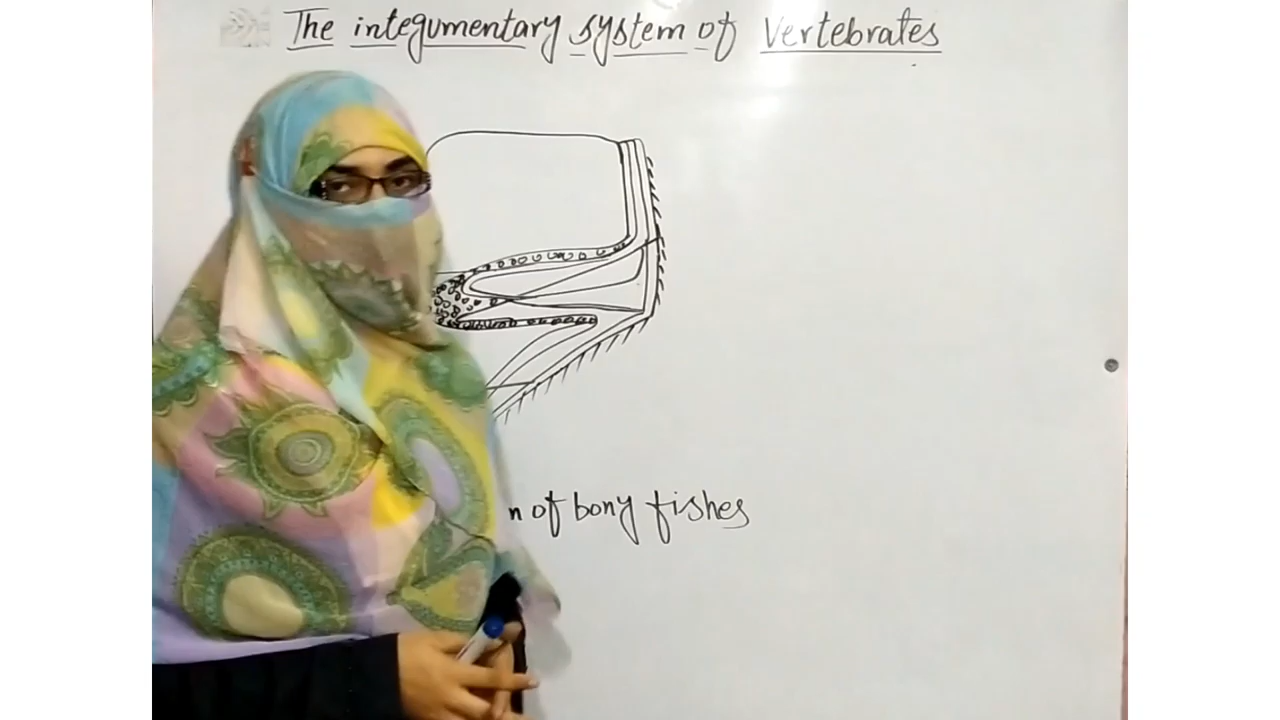 The integumentary system of Vertebrates
n of bony fishes